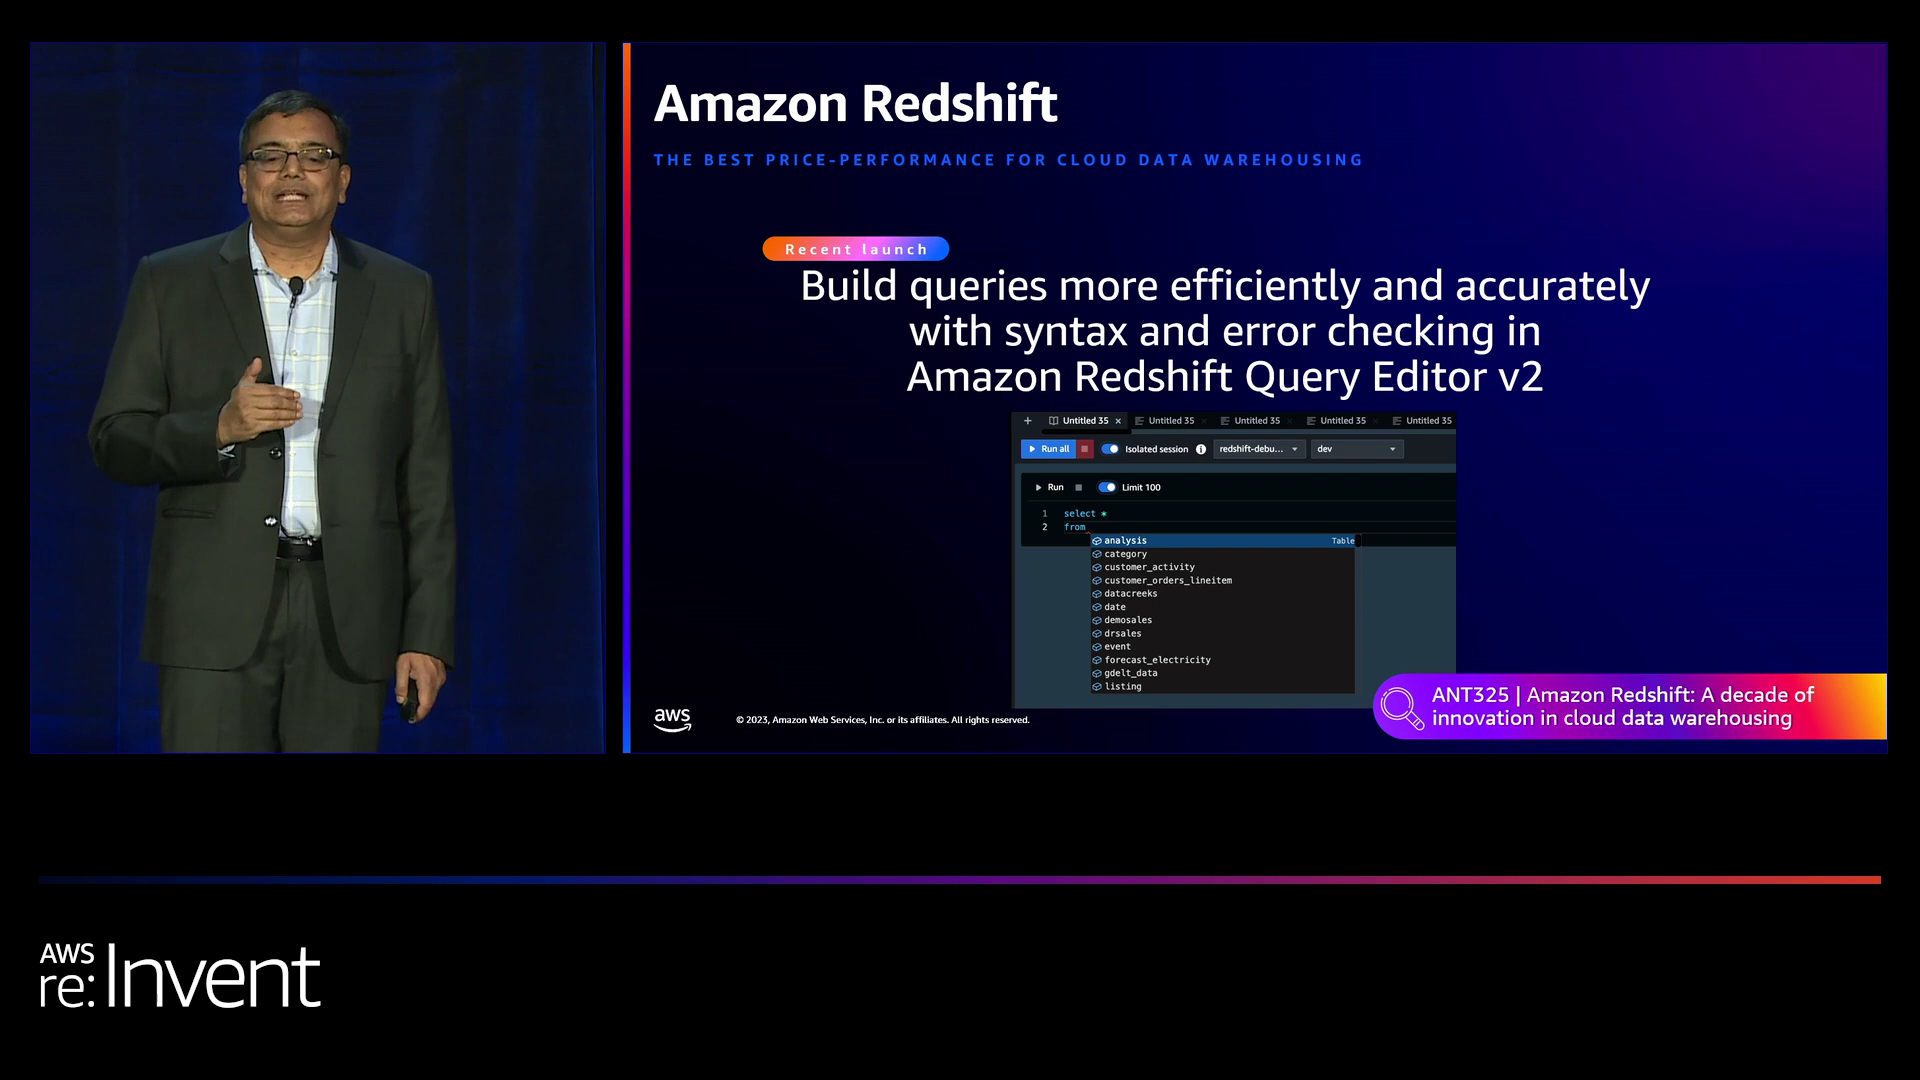 Amazon Redshift
THE BEST PRICE-PERFORMANCE FOR CLOUD DATA WAREHOUSING
Recent launch
Build queries more efficiently and accurately
with syntax and error checking in
Amazon Redshift Query Editor v2
+ Untitled 35 × Untitled 35 × Untitled 35 × Untitled 35 × Untitled 35
Run all Isolated session redshift-debu... dev
Run Limit 100
1 select *
2 from
analysis Table
category
customer_activity
customer_orders_lineitem
datacreeks
date
demosales
drsales
event
forecast_electricity
gdelt_data
listing
aws
© 2023, Amazon Web Services, Inc. or its affiliates. All rights reserved.
ANT325 | Amazon Redshift: A decade of
innovation in cloud data warehousing
AWS
re:Invent